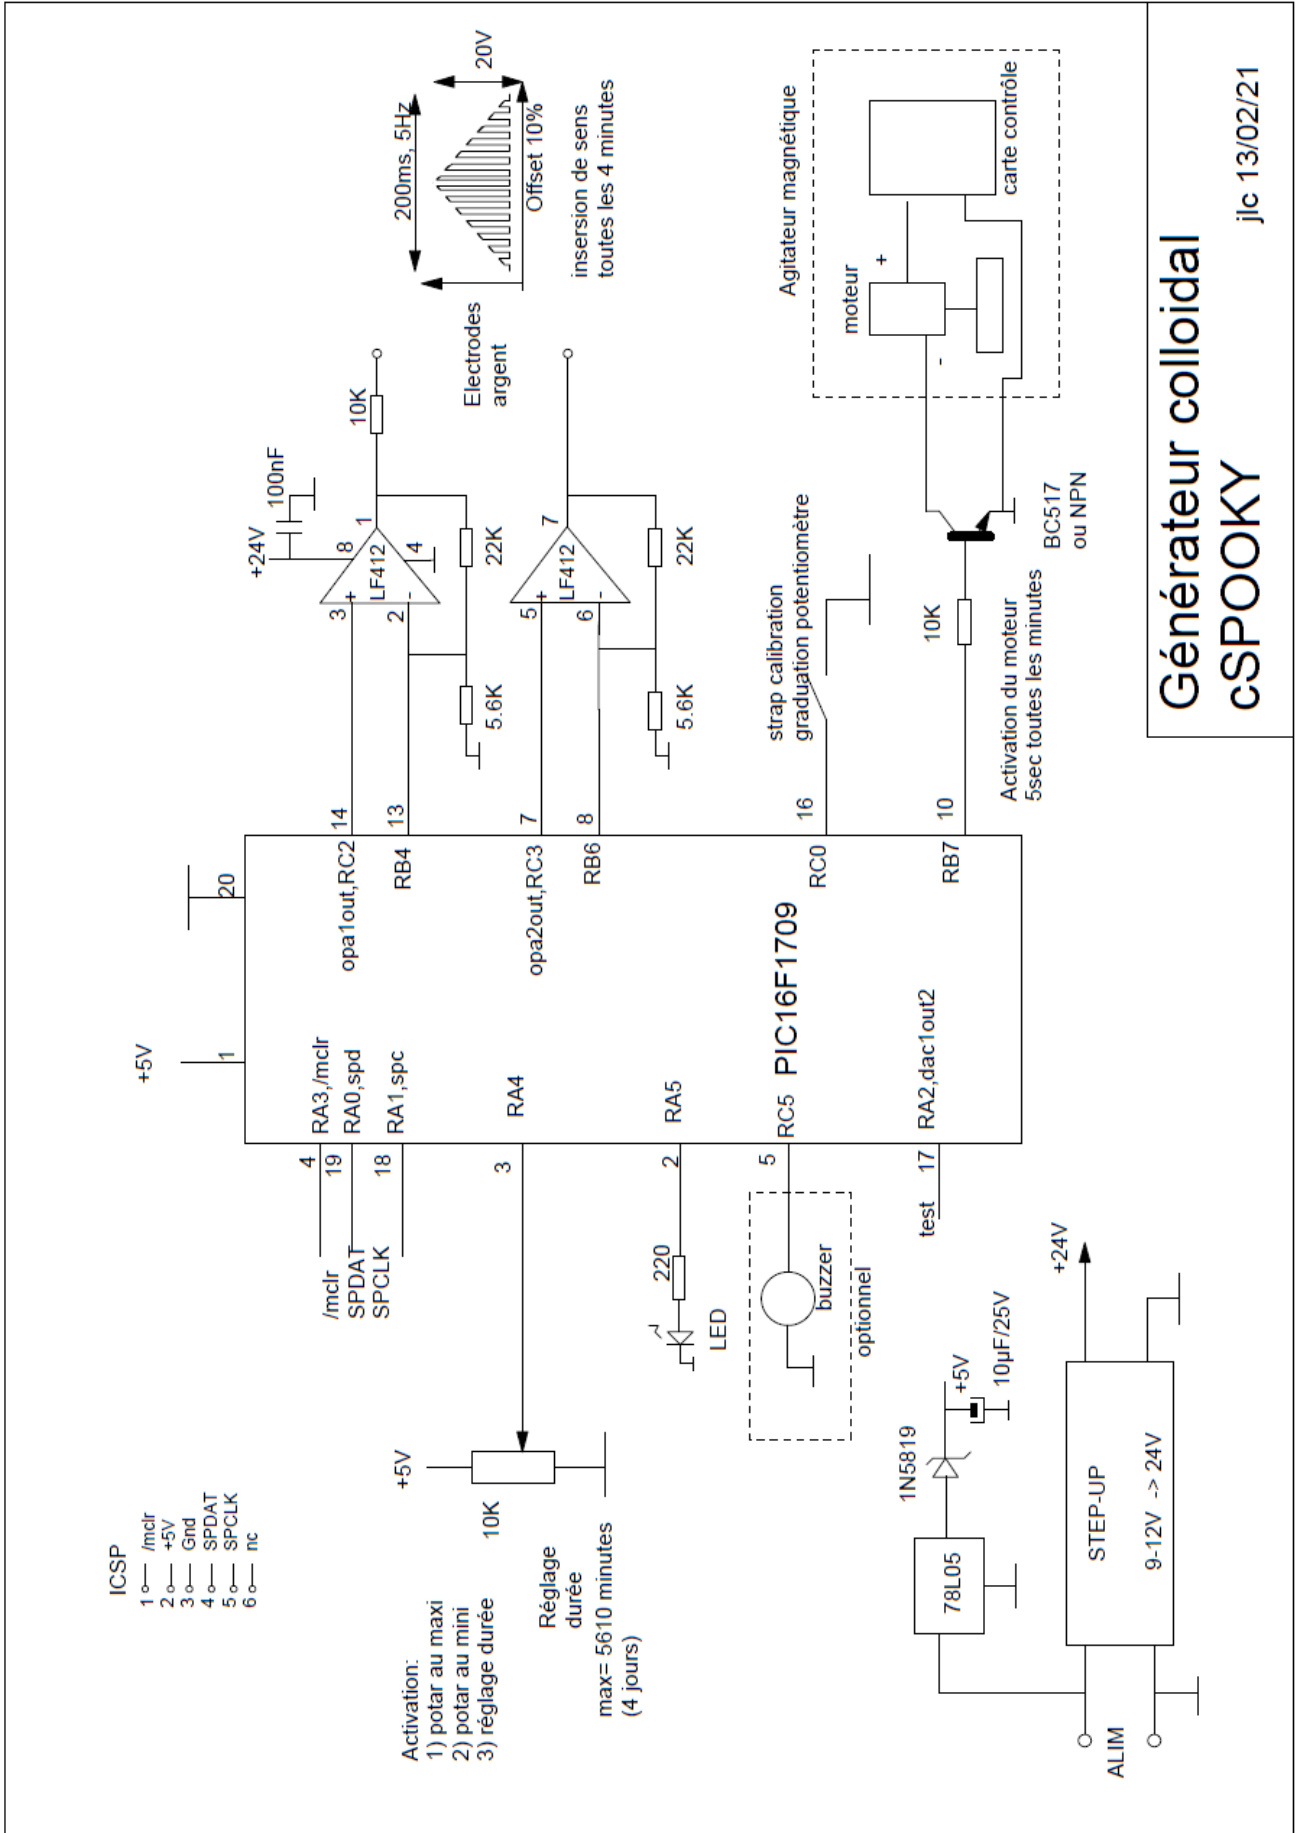 ICSP
1 /mclr
2 +5V
3 Gnd
4 SPDAT
5 SPCLK
6 nc
Activation:
1) potar au maxi
2) potar au mini
3) réglage durée
+5V
10K
Réglage
durée
max= 5610 minutes
(4 jours)
/mclr
SPDAT
SPCLK
4
19
18
3
2
5
17
220
LED
buzzer
optionnel
test
+5V
1
20
RA3,/mclr
RA0,spd
RA1,spc
RA4
RA5
RC5
RA2,dac1out2
PIC16F1709
opa1out,RC2
RB4
opa2out,RC3
RB6
RC0
RB7
14
13
7
8
16
10
+24V
100nF
3
2
+
-
8
1
4
LF412
10K
5.6K
22K
5
6
+
-
7
LF412
5.6K
22K
Electrodes
argent
200ms, 5Hz
20V
Offset 10%
insersion de sens
toutes les 4 minutes
strap calibration
graduation potentiomètre
10K
Activation du moteur
5sec toutes les minutes
BC517
ou NPN
Agitateur magnétique
moteur
+
-
carte contrôle
ALIM
78L05
1N5819
+5V
10µF/25V
STEP-UP
9-12V -> 24V
+24V
Générateur colloidal
cSPOOKY
jlc 13/02/21